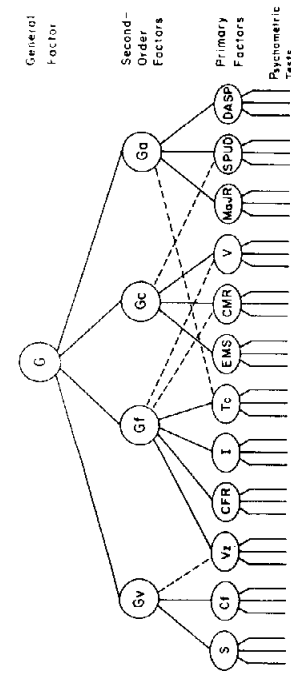 General
Factor
G
Second-
Order
Factors
Gv Gf Gc Ga
Primary
Factors
S Cf Vz CFR I Tc EMS CMR V MaJR SPUD DASP
Psychometric
Tests